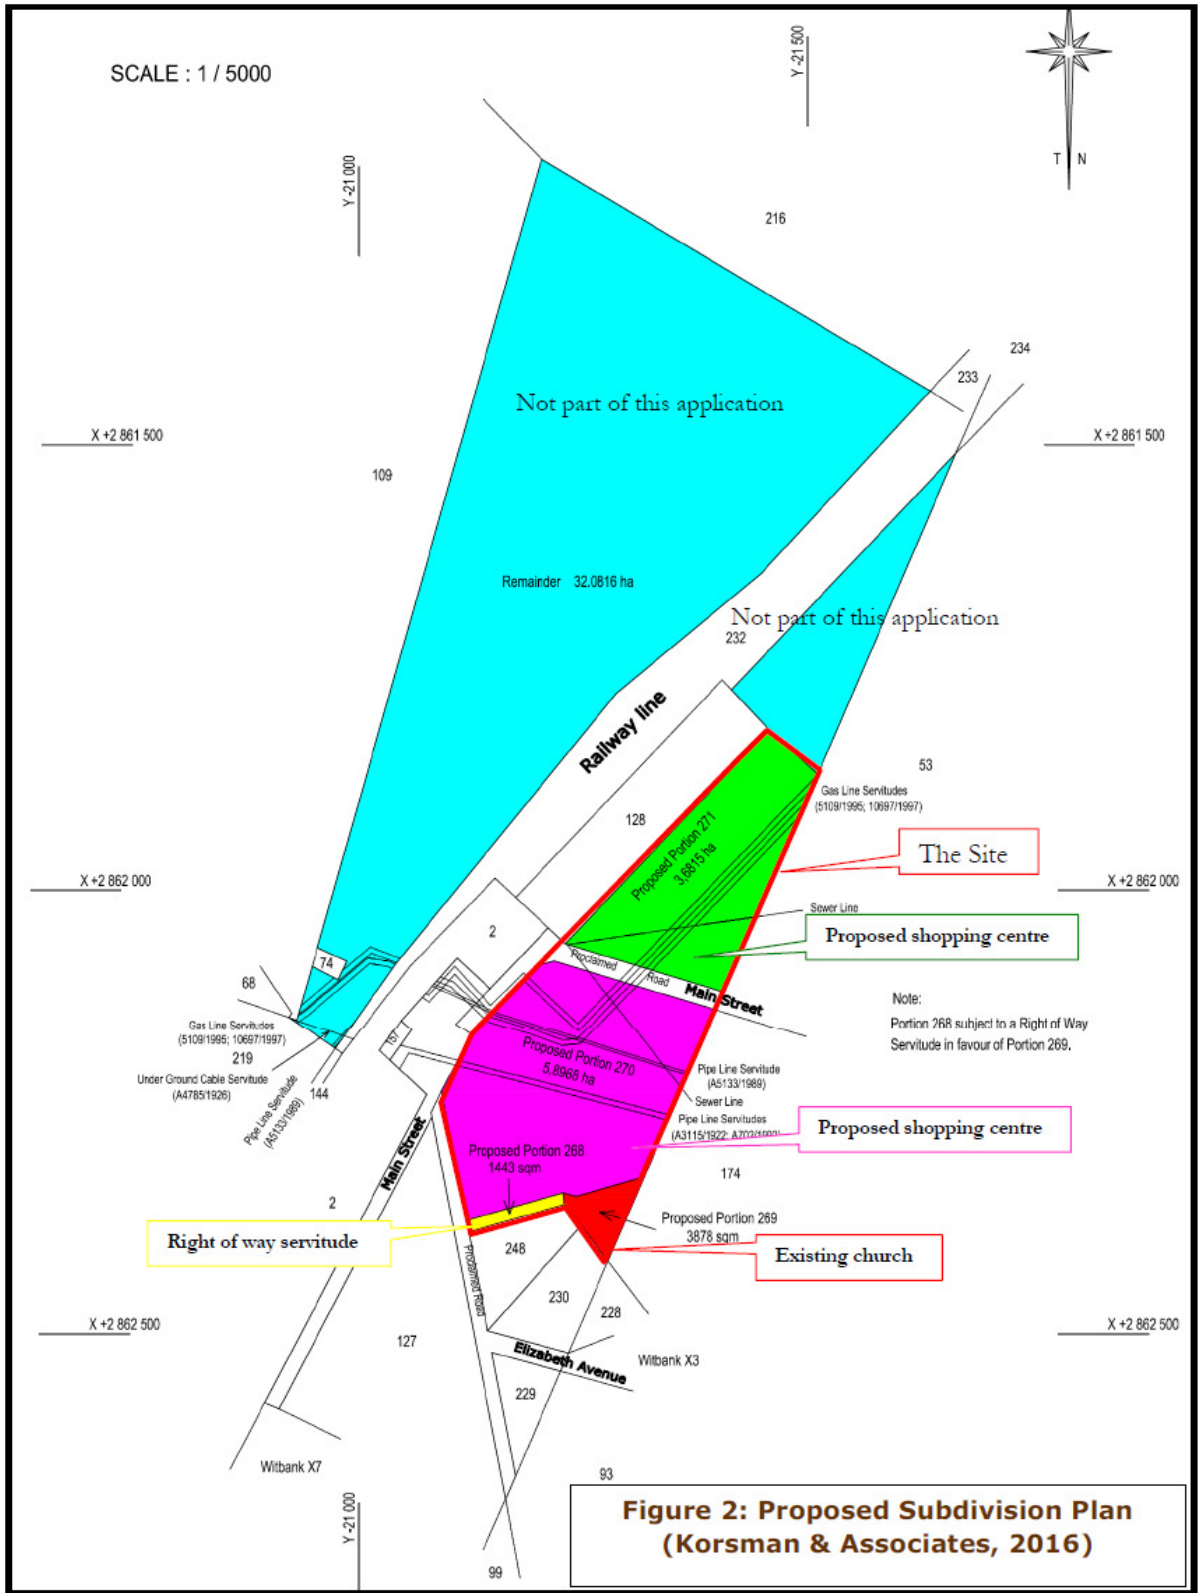 SCALE : 1 / 5000
Y -21 500
Y -21 000
T N
216
234
233
Not part of this application
X +2 861 500
X +2 861 500
109
Remainder 32.0816 ha
Not part of this application
232
Railway line
53
Gas Line Servitudes
(5109/1995; 10697/1997)
128
Proposed Portion 271
3,6815 ha
The Site
X +2 862 000
X +2 862 000
Sewer Line
2
Proposed shopping centre
74
Proclaimed Road
Main Street
68
Note:
Portion 268 subject to a Right of Way
Servitude in favour of Portion 269.
Gas Line Servitudes
(5109/1995; 10697/1997)
219
157
Proposed Portion 270
5,8968 ha
Under Ground Cable Servitude
(A4785/1926)
Pipe Line Servitude
(A5133/1989)
144
Pipe Line Servitude
(A5133/1989)
Sewer Line
Pipe Line Servitudes
(A3115/1922;
Main Street
Proposed shopping centre
Proposed Portion 268
1443 sqm
174
2
Proposed Portion 269
3878 sqm
Right of way servitude
248
Existing church
Proclaimed Road
230
228
X +2 862 500
X +2 862 500
127
Elizabeth Avenue
Witbank X3
229
Witbank X7
93
Y -21 000
99
Figure 2: Proposed Subdivision Plan
(Korsman & Associates, 2016)